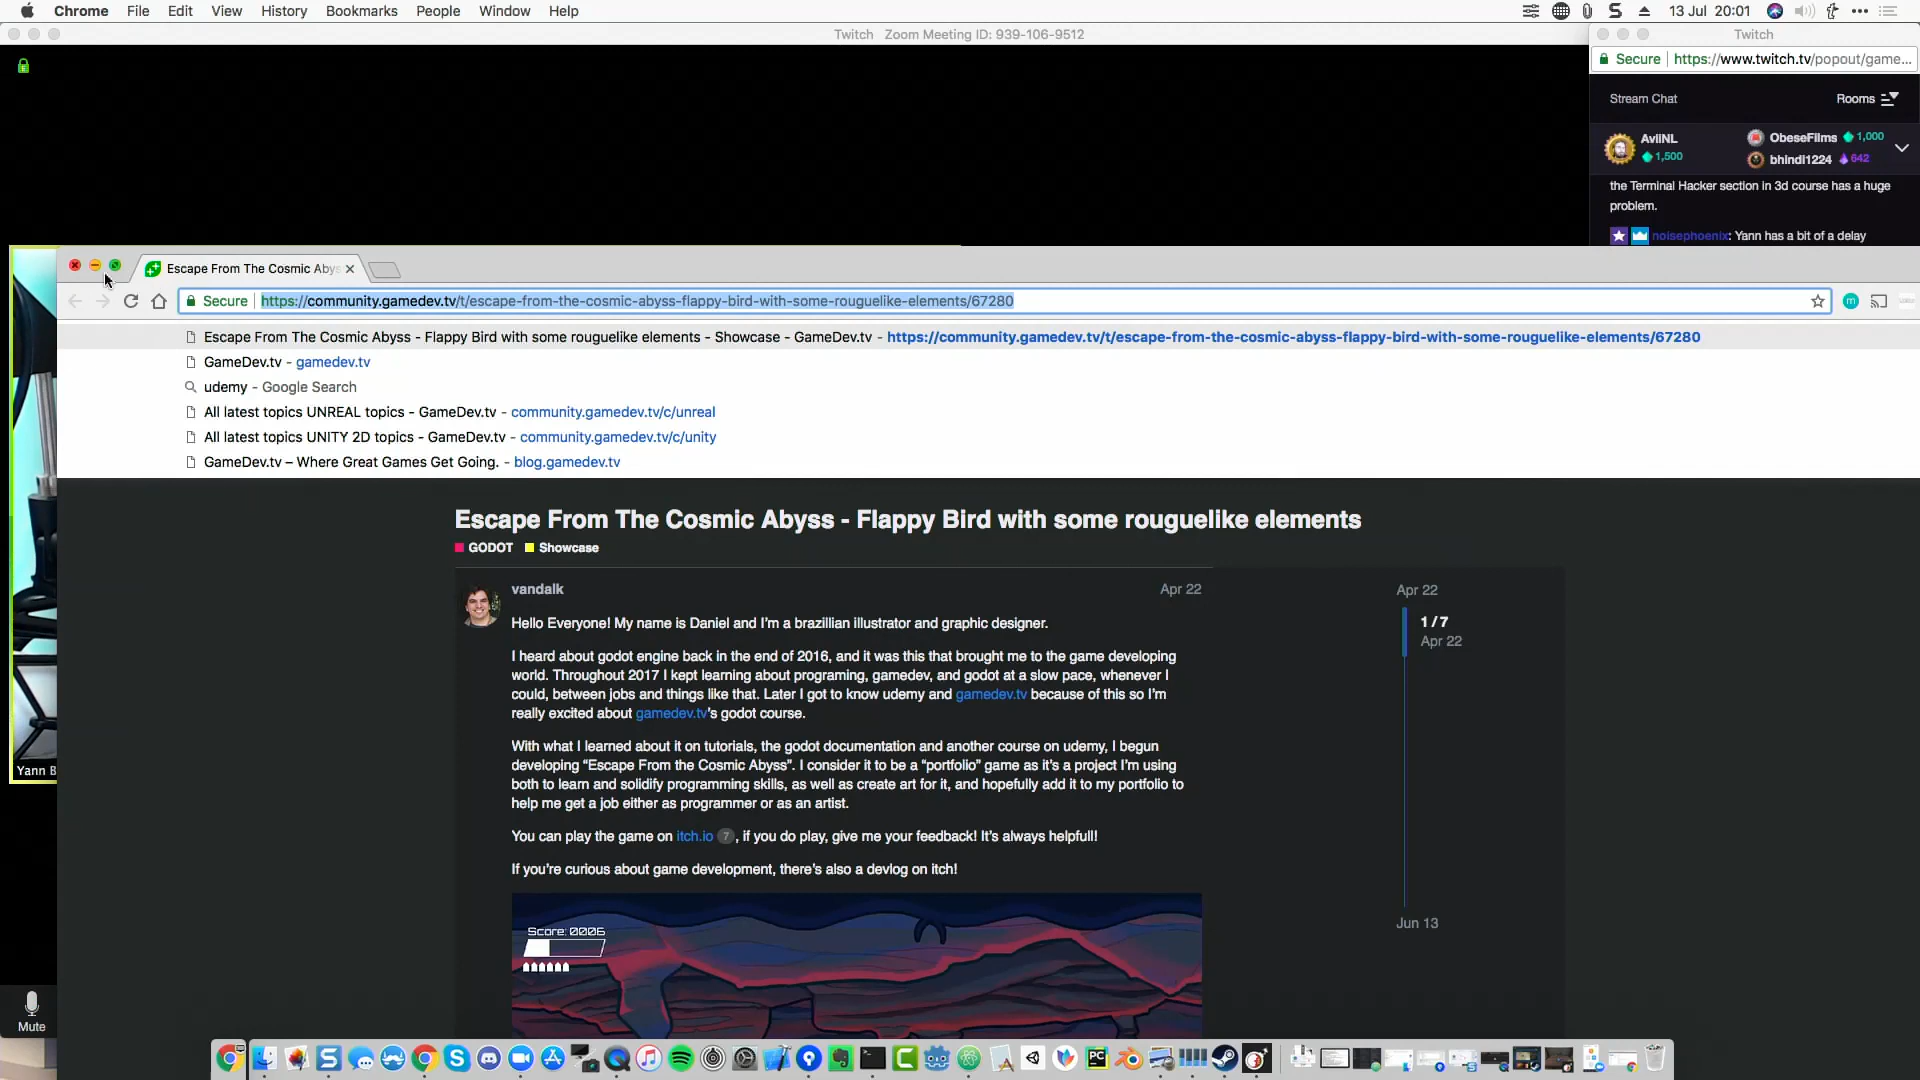 Chrome File Edit View History Bookmarks People Window Help
13 Jul 20:01
Twitch Zoom Meeting ID: 939-106-9512
Twitch
Secure https://www.twitch.tv/popout/game...
Stream Chat
Rooms
AviiNL
1,500
ObeseFilms 1,000
bhindi1224 642
the Terminal Hacker section in 3d course has a huge
problem.
noisephoenix: Yann has a bit of a delay
Escape From The Cosmic Abys
Secure https://community.gamedev.tv/t/escape-from-the-cosmic-abyss-flappy-bird-with-some-rouguelike-elements/67280
Escape From The Cosmic Abyss - Flappy Bird with some rouguelike elements - Showcase - GameDev.tv - https://community.gamedev.tv/t/escape-from-the-cosmic-abyss-flappy-bird-with-some-rouguelike-elements/67280
GameDev.tv - gamedev.tv
udemy - Google Search
All latest topics UNREAL topics - GameDev.tv - community.gamedev.tv/c/unreal
All latest topics UNITY 2D topics - GameDev.tv - community.gamedev.tv/c/unity
GameDev.tv – Where Great Games Get Going. - blog.gamedev.tv
Escape From The Cosmic Abyss - Flappy Bird with some rouguelike elements
GODOT Showcase
vandalk
Apr 22
Hello Everyone! My name is Daniel and I'm a brazillian illustrator and graphic designer.
I heard about godot engine back in the end of 2016, and it was this that brought me to the game developing
world. Throughout 2017 I kept learning about programing, gamedev, and godot at a slow pace, whenever I
could, between jobs and things like that. Later I got to know udemy and gamedev.tv because of this so I'm
really excited about gamedev.tv's godot course.
With what I learned about it on tutorials, the godot documentation and another course on udemy, I begun
developing “Escape From the Cosmic Abyss”. I consider it to be a “portfolio” game as it's a project I'm using
both to learn and solidify programming skills, as well as create art for it, and hopefully add it to my portfolio to
help me get a job either as programmer or as an artist.
You can play the game on itch.io 7, if you do play, give me your feedback! It's always helpfull!
If you're curious about game development, there's also a devlog on itch!
Score: 0006
Apr 22
1 / 7
Apr 22
Jun 13
Yann B
Mute